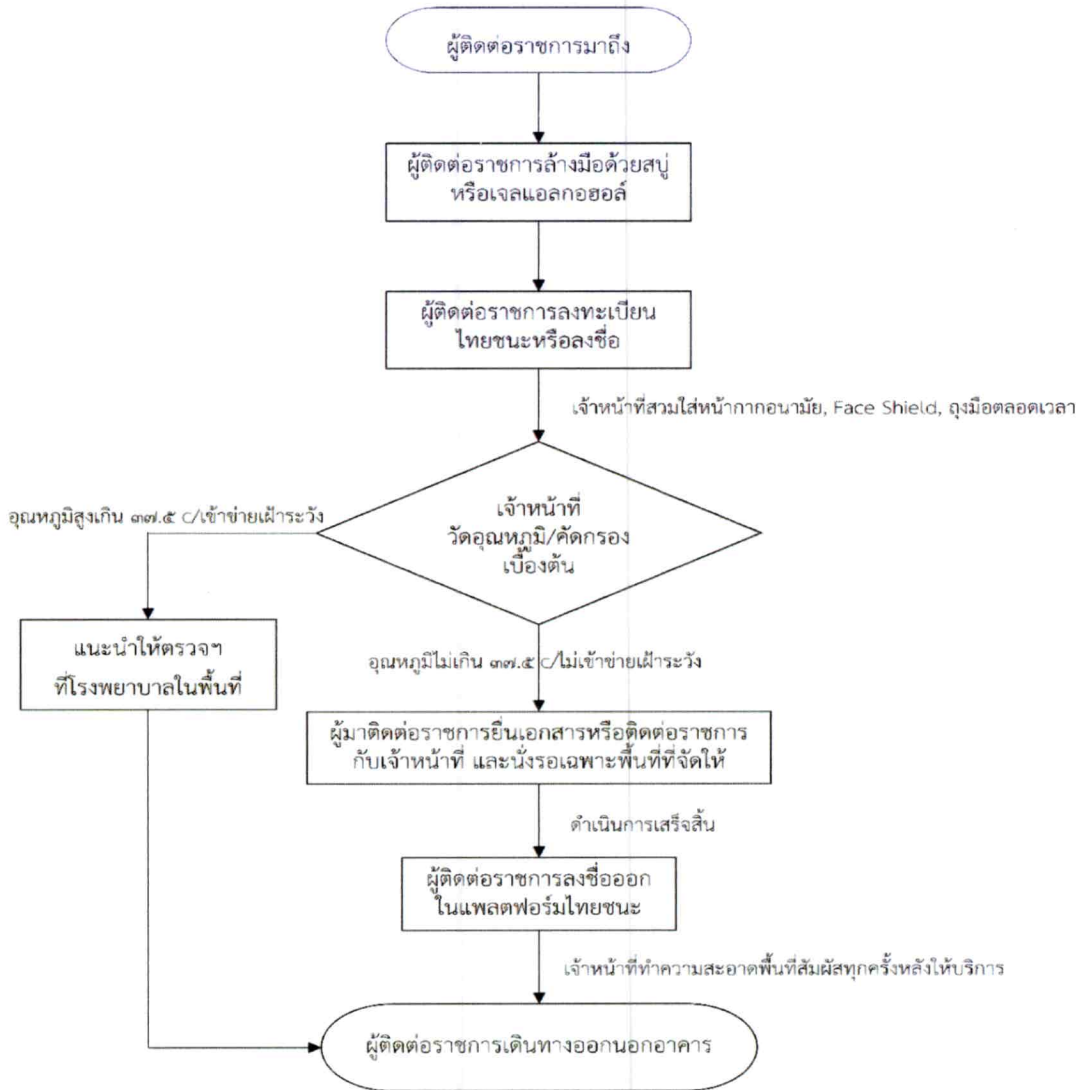 ผู้ติดต่อราชการมาถึง
ผู้ติดต่อราชการล้างมือด้วยสบู่
หรือเจลแอลกอฮอล์
ผู้ติดต่อราชการลงทะเบียน
ไทยชนะหรือลงชื่อ
เจ้าหน้าที่สวมใส่หน้ากากอนามัย, Face Shield, ถุงมือตลอดเวลา
เจ้าหน้าที่
วัดอุณหภูมิ/คัดกรอง
เบื้องต้น
อุณหภูมิสูงเกิน ๓๗.๕ C/เข้าข่ายเฝ้าระวัง
แนะนำให้ตรวจฯ
ที่โรงพยาบาลในพื้นที่
อุณหภูมิไม่เกิน ๓๗.๕ C/ไม่เข้าข่ายเฝ้าระวัง
ผู้มาติดต่อราชการยื่นเอกสารหรือติดต่อราชการ
กับเจ้าหน้าที่ และนั่งรอเฉพาะพื้นที่ที่จัดให้
ดำเนินการเสร็จสิ้น
ผู้ติดต่อราชการลงชื่อออก
ในแพลตฟอร์มไทยชนะ
เจ้าหน้าที่ทำความสะอาดพื้นที่สัมผัสทุกครั้งหลังให้บริการ
ผู้ติดต่อราชการเดินทางออกนอกอาคาร